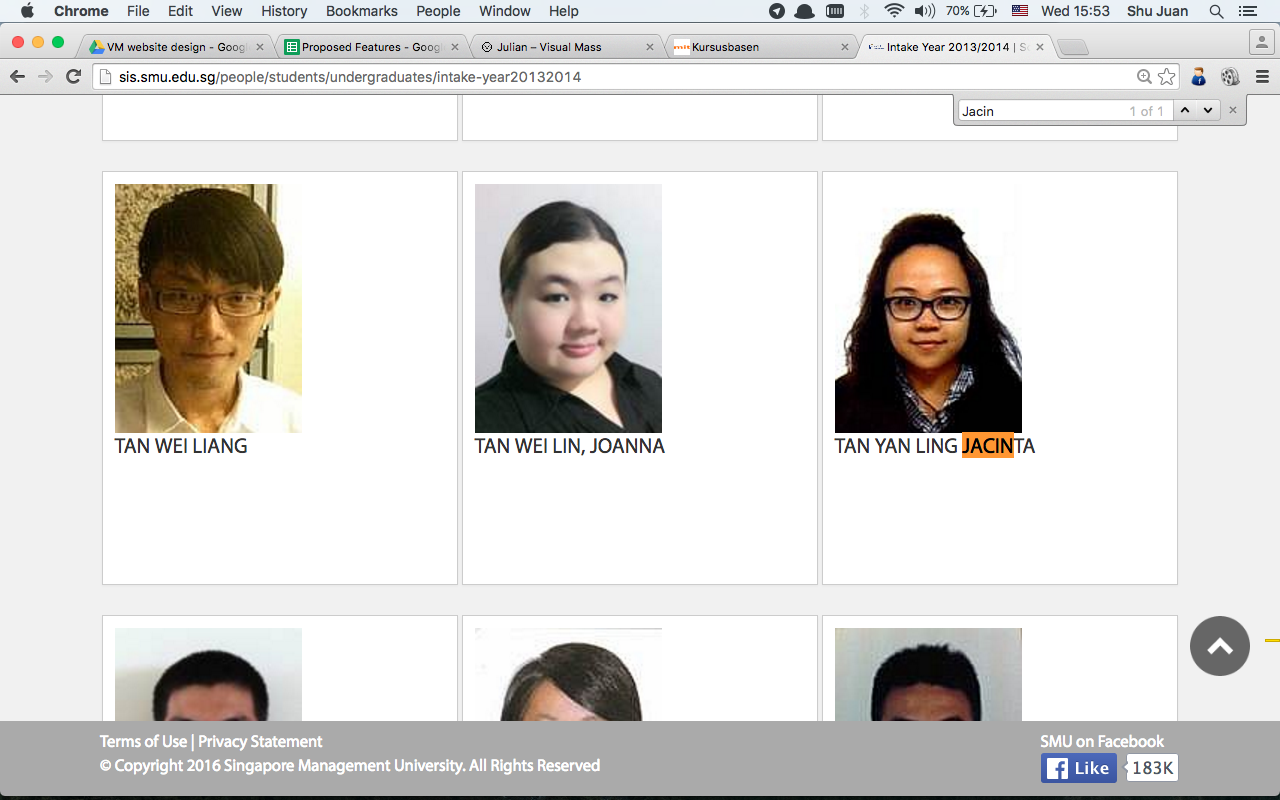 Chrome File Edit View History Bookmarks People Window Help 70% Wed 15:53 Shu Juan
VM website design - Goog Proposed Features - Goog Julian – Visual Mass Kursusbasen Intake Year 2013/2014 | S
sis.smu.edu.sg/people/students/undergraduates/intake-year20132014
Jacin 1 of 1
TAN WEI LIANG
TAN WEI LIN, JOANNA
TAN YAN LING JACINTA
Terms of Use | Privacy Statement
© Copyright 2016 Singapore Management University. All Rights Reserved
SMU on Facebook
Like 183K